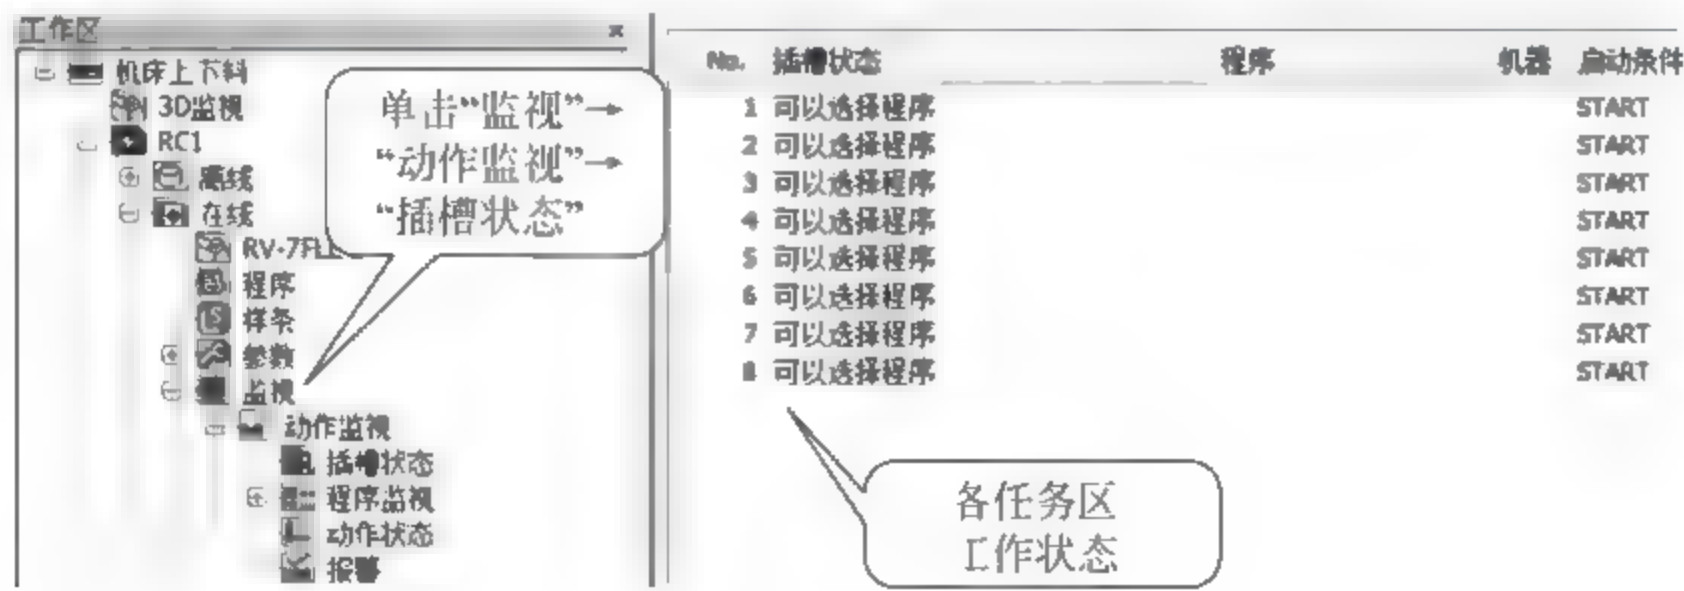 工作区
机床上下料
3D监视
RC1
离线
在线
RV-7FLL
程序
样条
参数
监视
动作监视
插槽状态
程序监视
动作状态
报警
单击“监视”→
“动作监视”→
“插槽状态”
No. 插槽状态 程序 机器 启动条件
1 可以选择程序 START
2 可以选择程序 START
3 可以选择程序 START
4 可以选择程序 START
5 可以选择程序 START
6 可以选择程序 START
7 可以选择程序 START
8 可以选择程序 START
各任务区
工作状态